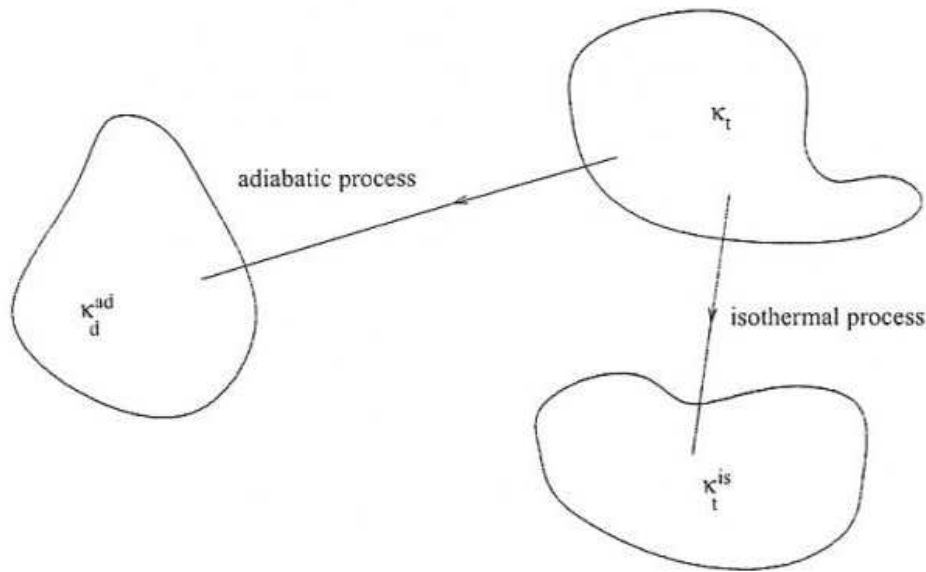 κ_t
adiabatic process
κ_d^ad
isothermal process
κ_t^is